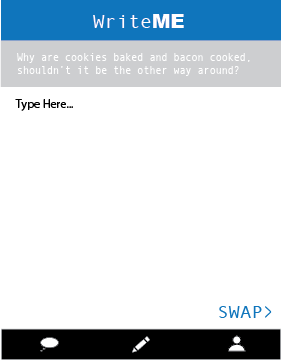 WriteME
Why are cookies baked and bacon cooked,
shouldn't it be the other way around?
Type Here...
SWAP>